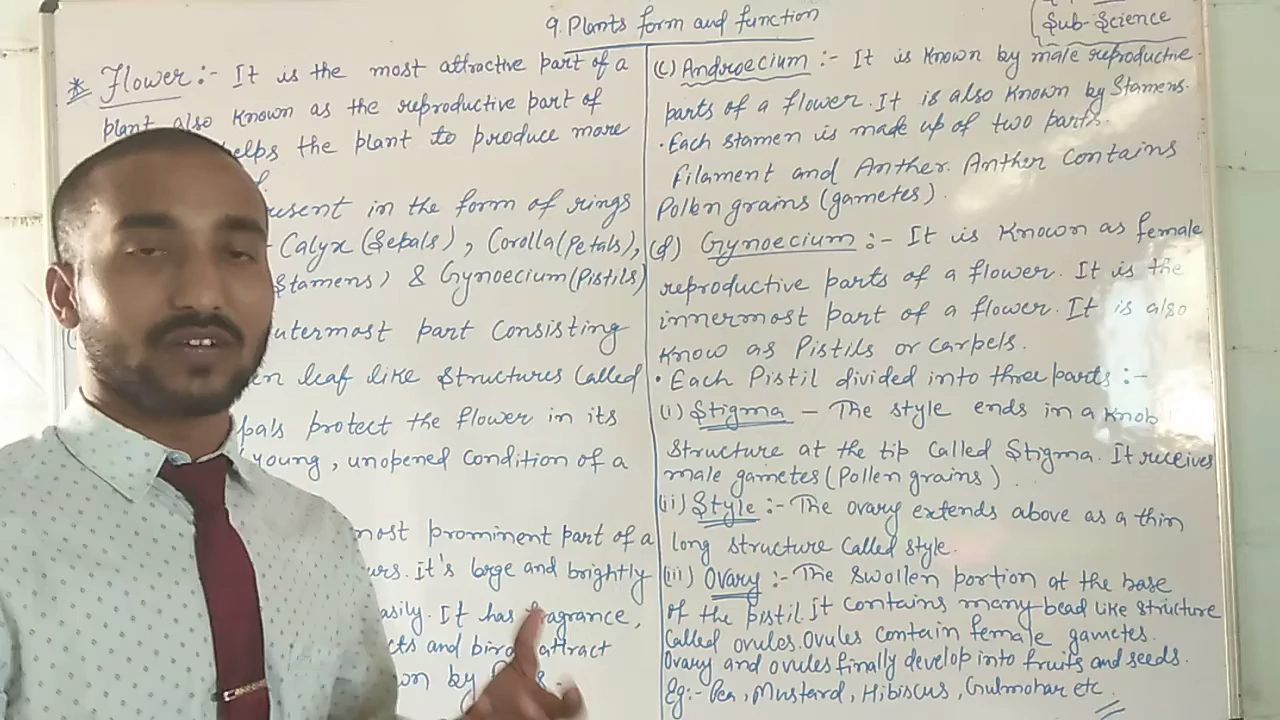 9. Plants form and function
Sub-Science
* Flower:- It is the most attractive part of a
plant also known as the reproductive part of
helps the plant to produce more
in the form of rings
Calyx (Sepals), Corolla (Petals),
Stamens) & Gynoecium (Pistils)
part consisting
leaf like structures called
protect the flower in its
young, unopened condition of a
most prominent part of a
It's large and brightly
It has fragrance,
and birds attract
by
(c) Androecium :- It is known by male reproductive
parts of a flower. It is also known by Stamens.
• Each stamen is made up of two parts.
Filament and Anther. Anther contains
Pollen grains (gametes).
(d) Gynoecium :- It is known as female
reproductive parts of a flower. It is the
innermost part of a flower. It is also
know as Pistils or carpels.
• Each Pistil divided into three parts :-
(i) Stigma - The style ends in a knob
structure at the tip called Stigma. It receives
male gametes (Pollen grains).
(ii) Style :- The ovary extends above as a thin
long structure called style.
(iii) Ovary :- The swollen portion at the base
of the pistil. It contains many bead like structure
called ovules. Ovules contain female gametes.
Ovary and ovules finally develop into fruits and seeds.
Eg:- Pea, Mustard, Hibiscus, Gulmohar etc.